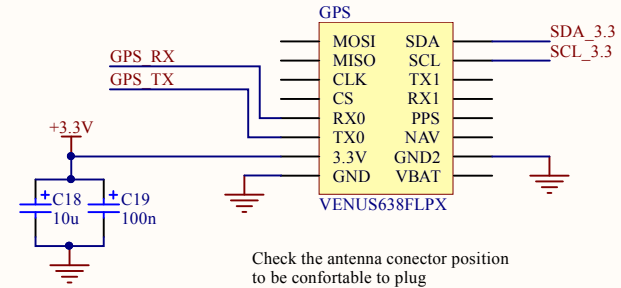 GPS
MOSI SDA SDA_3.3
MISO SCL SCL_3.3
GPS_RX
CLK TX1
GPS_TX
CS RX1
RX0 PPS
TX0 NAV
+3.3V
3.3V GND2
GND VBAT
+ C18 + C19
10u 100n
VENUS638FLPX
Check the antenna conector position
to be confortable to plug